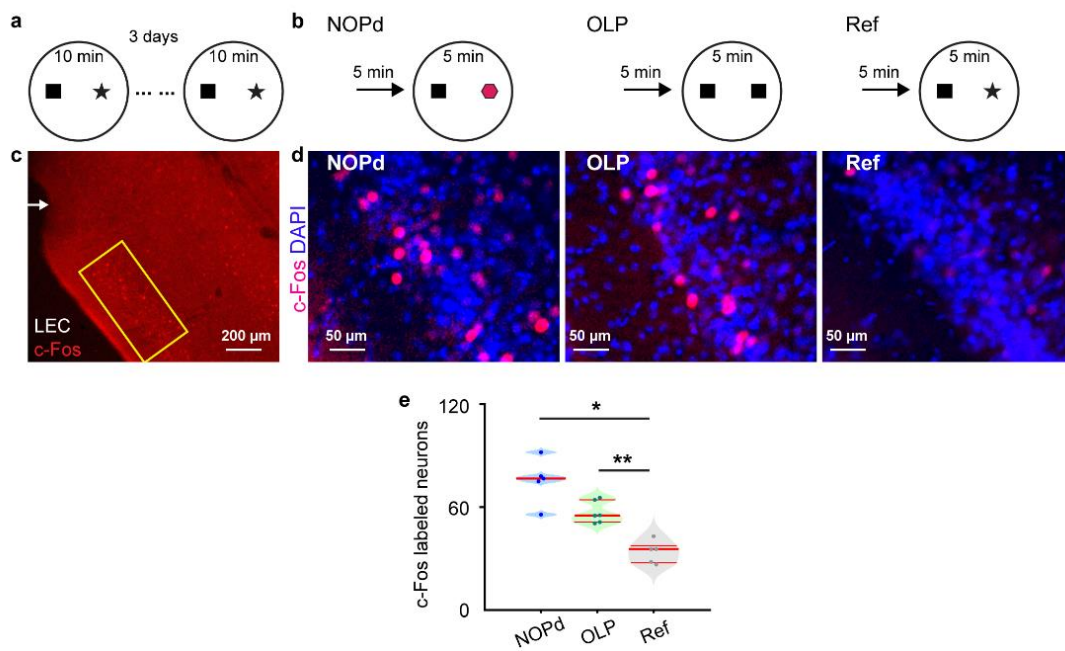 a
3 days
10 min
10 min
b
NOPd
OLP
Ref
5 min
5 min
5 min
5 min
5 min
5 min
c
LEC
c-Fos
200 µm
d
c-Fos DAPI
NOPd
OLP
Ref
50 µm
50 µm
50 µm
e
c-Fos labeled neurons
120
60
0
*
**
NOPd
OLP
Ref